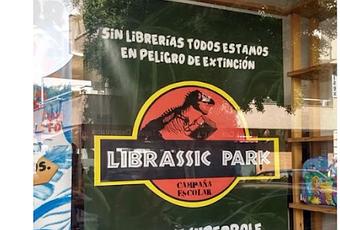 SIN LIBRERÍAS TODOS ESTAMOS
EN PELIGRO DE EXTINCIÓN
LIBRASSIC PARK
CAMPAÑA
ESCOLAR